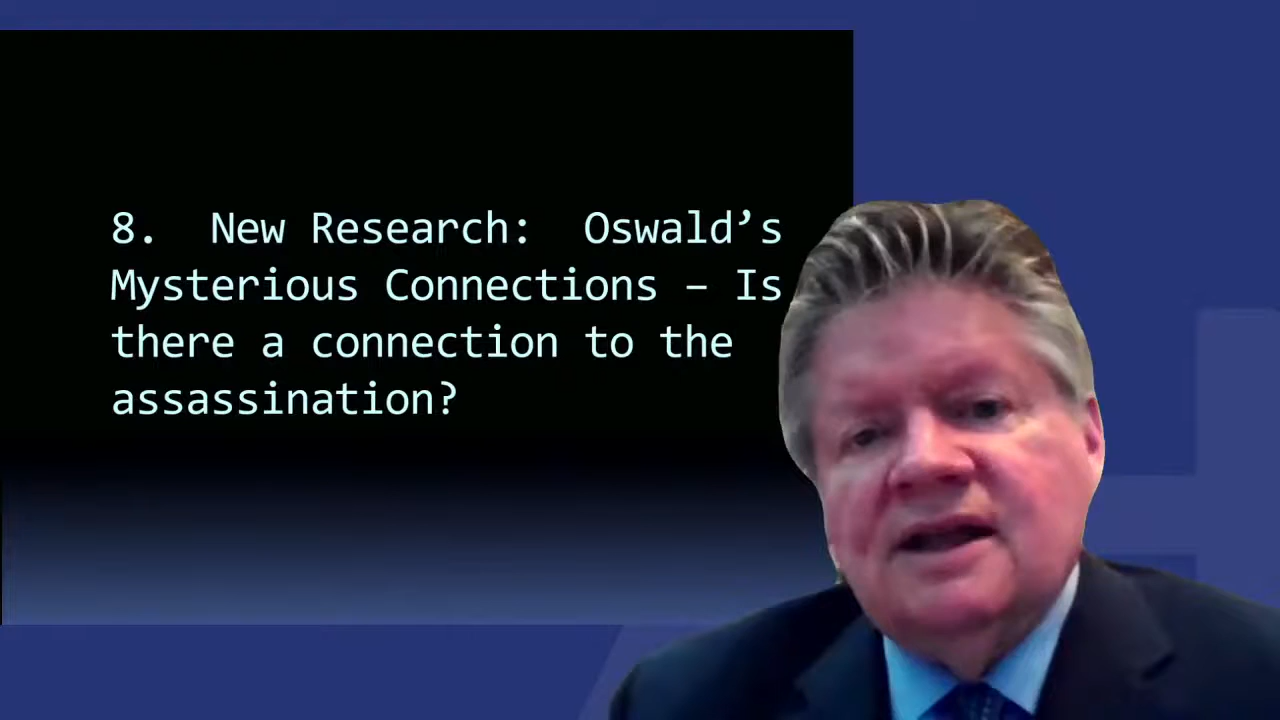 8.  New Research:  Oswald’s
Mysterious Connections – Is
there a connection to the
assassination?